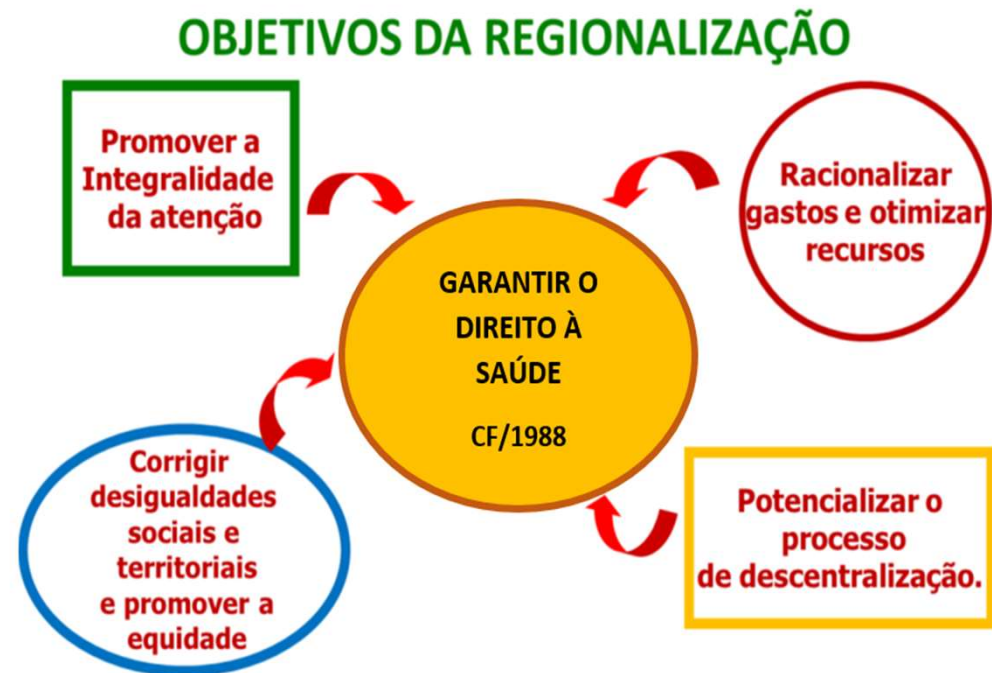 OBJETIVOS DA REGIONALIZAÇÃO
Promover a
Integralidade
da atenção
Racionalizar
gastos e otimizar
recursos
GARANTIR O
DIREITO À
SAÚDE
CF/1988
Corrigir
desigualdades
sociais e
territoriais
e promover a
equidade
Potencializar o
processo
de descentralização.